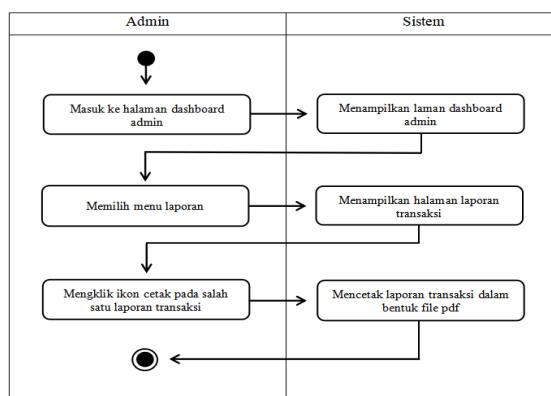 Admin
Sistem
Masuk ke halaman dashboard
admin
Menampilkan laman dashboard
admin
Memilih menu laporan
Menampilkan halaman laporan
transaksi
Mengklik ikon cetak pada salah
satu laporan transaksi
Mencetak laporan transaksi dalam
bentuk file pdf